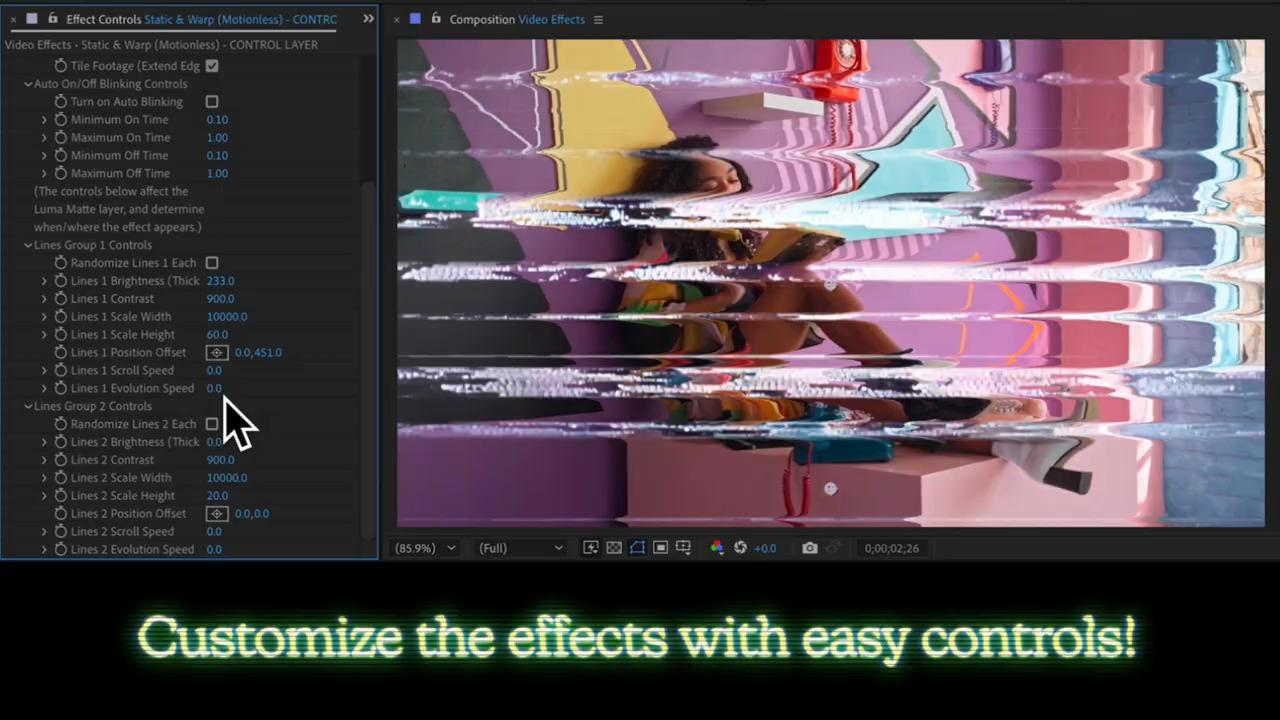 Effect Controls Static & Warp (Motionless) - CONTRC
Composition Video Effects
Video Effects • Static & Warp (Motionless) - CONTROL LAYER
Tile Footage (Extend Edg
Auto On/Off Blinking Controls
Turn on Auto Blinking
Minimum On Time 0.10
Maximum On Time 1.00
Minimum Off Time 0.10
Maximum Off Time 1.00
(The controls below affect the
Luma Matte layer, and determine
when/where the effect appears.)
Lines Group 1 Controls
Randomize Lines 1 Each
Lines 1 Brightness (Thick 233.0
Lines 1 Contrast 900.0
Lines 1 Scale Width 10000.0
Lines 1 Scale Height 60.0
Lines 1 Position Offset 0.0,451.0
Lines 1 Scroll Speed 0.0
Lines 1 Evolution Speed 0.0
Lines Group 2 Controls
Randomize Lines 2 Each
Lines 2 Brightness (Thick 0.0
Lines 2 Contrast 900.0
Lines 2 Scale Width 10000.0
Lines 2 Scale Height 20.0
Lines 2 Position Offset 0.0,0.0
Lines 2 Scroll Speed 0.0
Lines 2 Evolution Speed 0.0
(85.9%) (Full) +0.0 0;00;02;26
Customize the effects with easy controls!